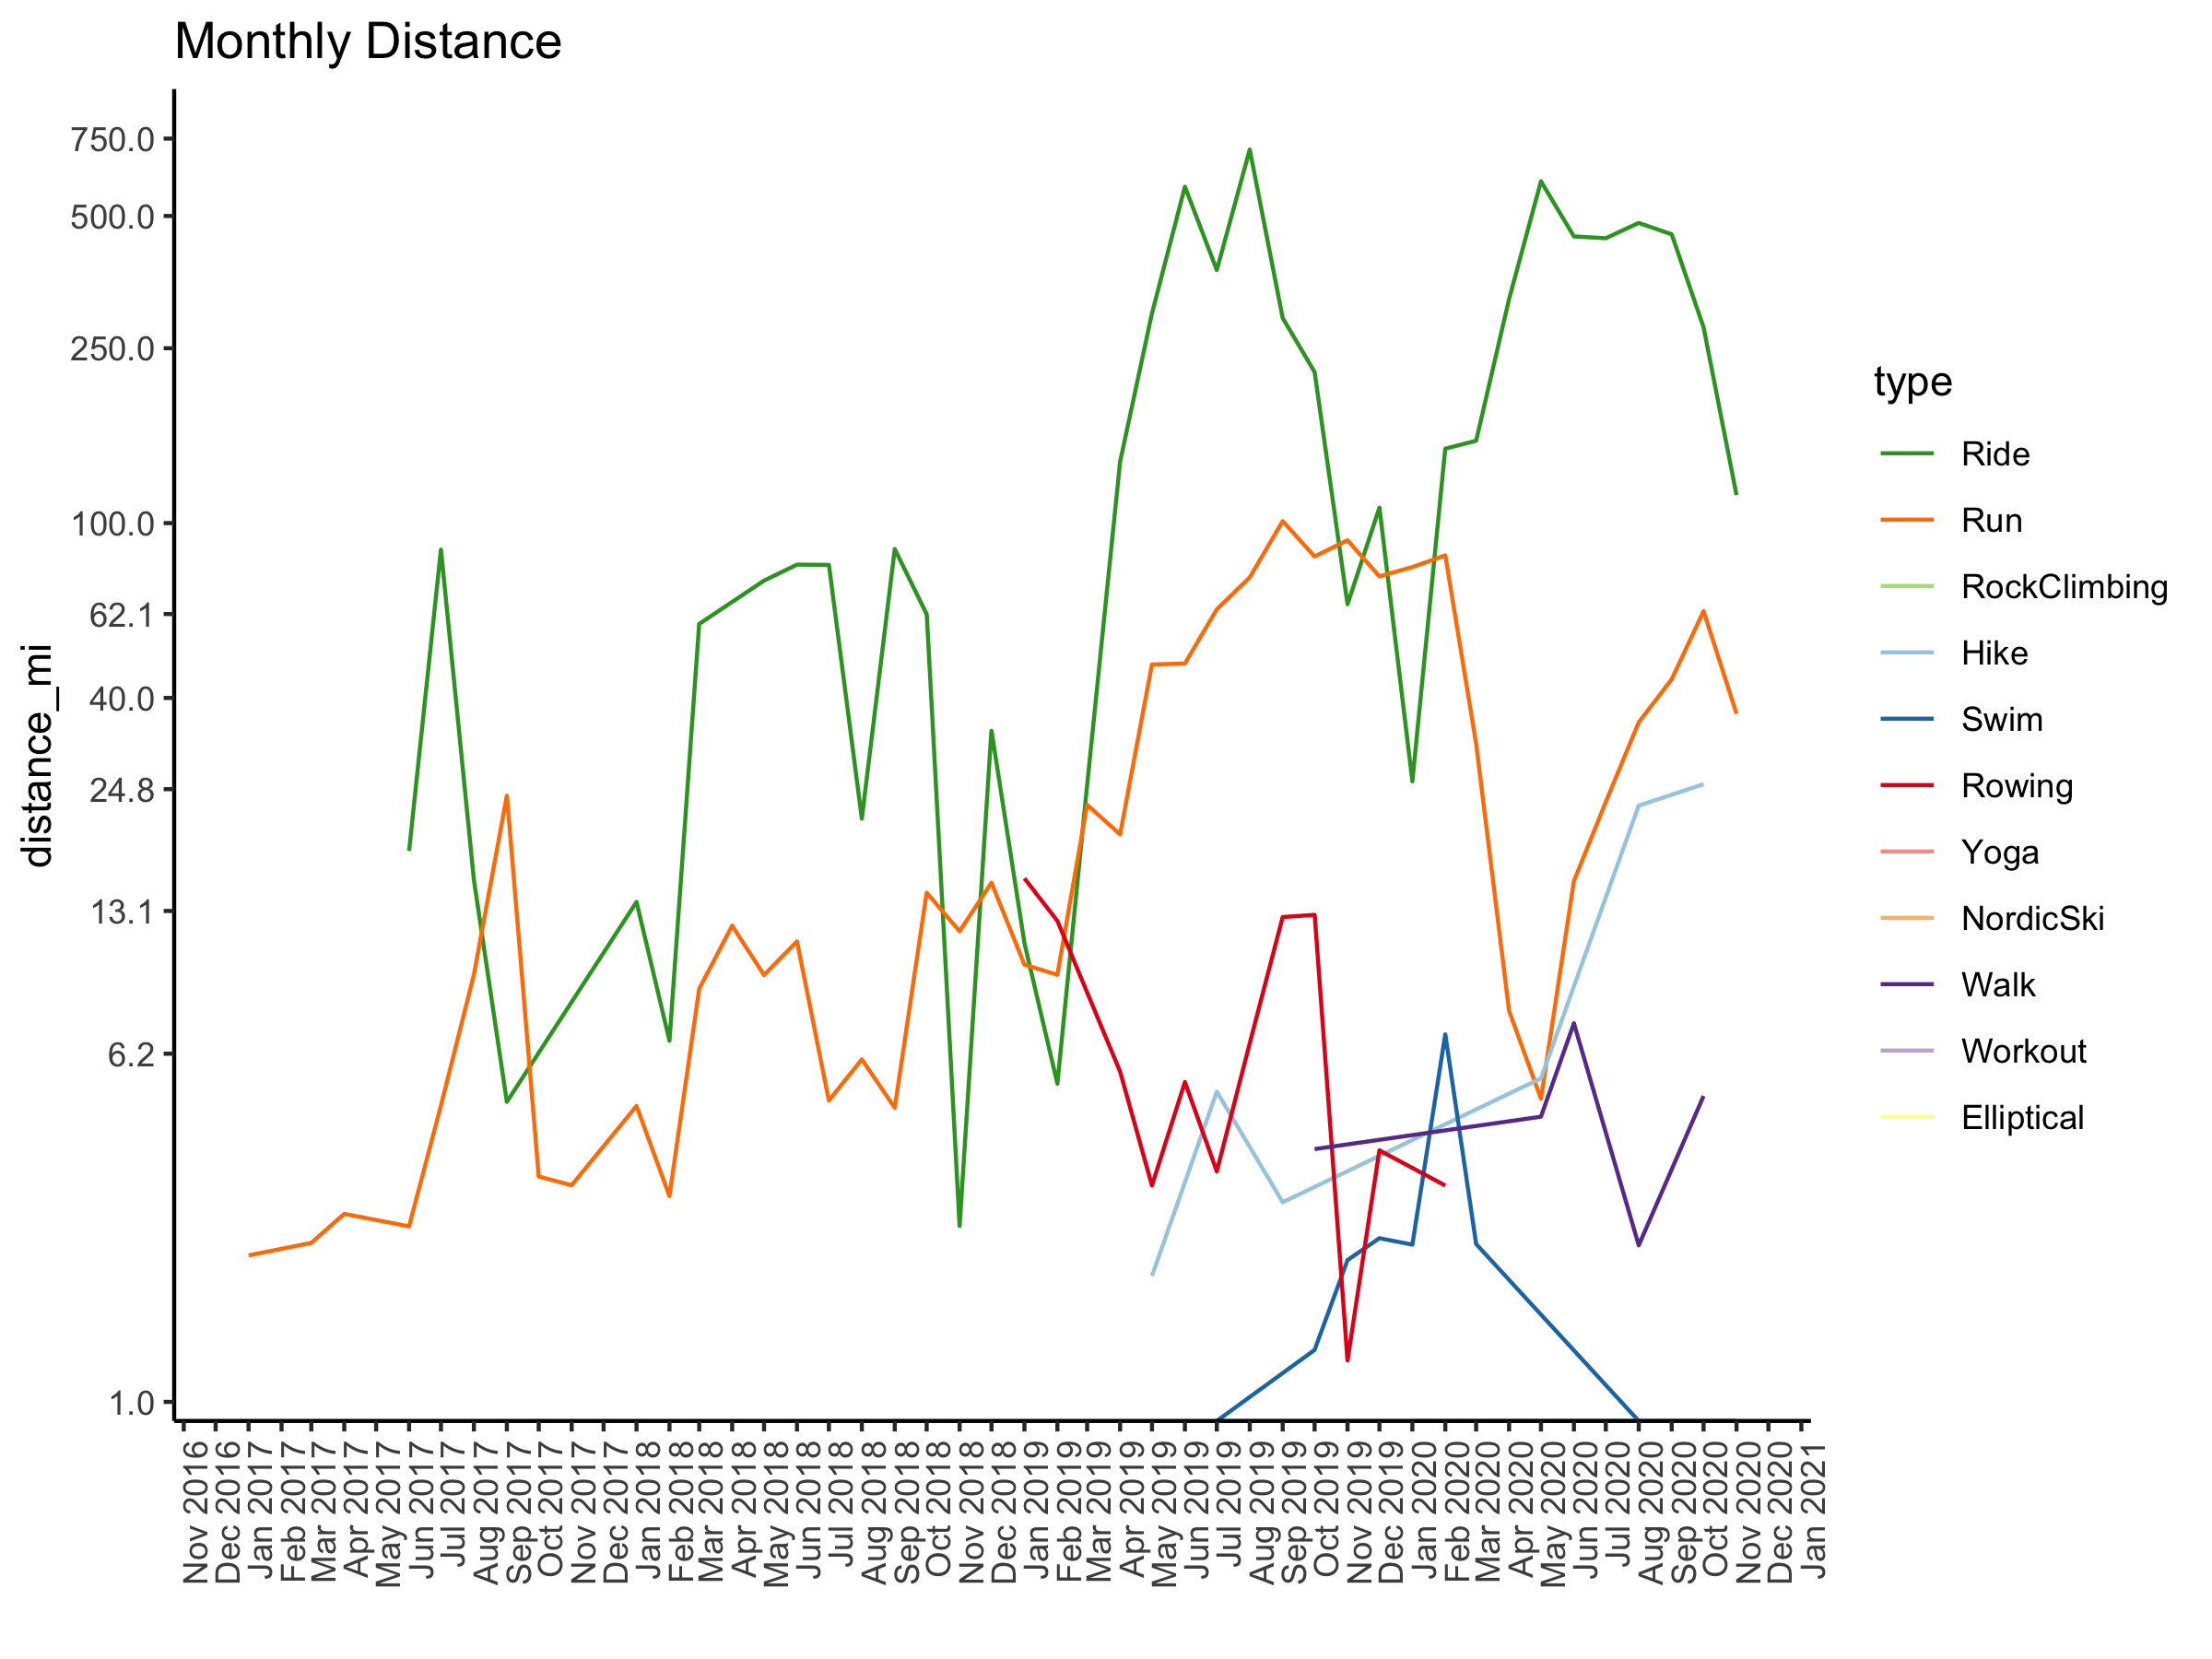 Monthly Distance
distance_mi
750.0
500.0
250.0
100.0
62.1
40.0
24.8
13.1
6.2
1.0
Nov 2016
Dec 2016
Jan 2017
Feb 2017
Mar 2017
Apr 2017
May 2017
Jun 2017
Jul 2017
Aug 2017
Sep 2017
Oct 2017
Nov 2017
Dec 2017
Jan 2018
Feb 2018
Mar 2018
Apr 2018
May 2018
Jun 2018
Jul 2018
Aug 2018
Sep 2018
Oct 2018
Nov 2018
Dec 2018
Jan 2019
Feb 2019
Mar 2019
Apr 2019
May 2019
Jun 2019
Jul 2019
Aug 2019
Sep 2019
Oct 2019
Nov 2019
Dec 2019
Jan 2020
Feb 2020
Mar 2020
Apr 2020
May 2020
Jun 2020
Jul 2020
Aug 2020
Sep 2020
Oct 2020
Nov 2020
Dec 2020
Jan 2021
type
Ride
Run
RockClimbing
Hike
Swim
Rowing
Yoga
NordicSki
Walk
Workout
Elliptical